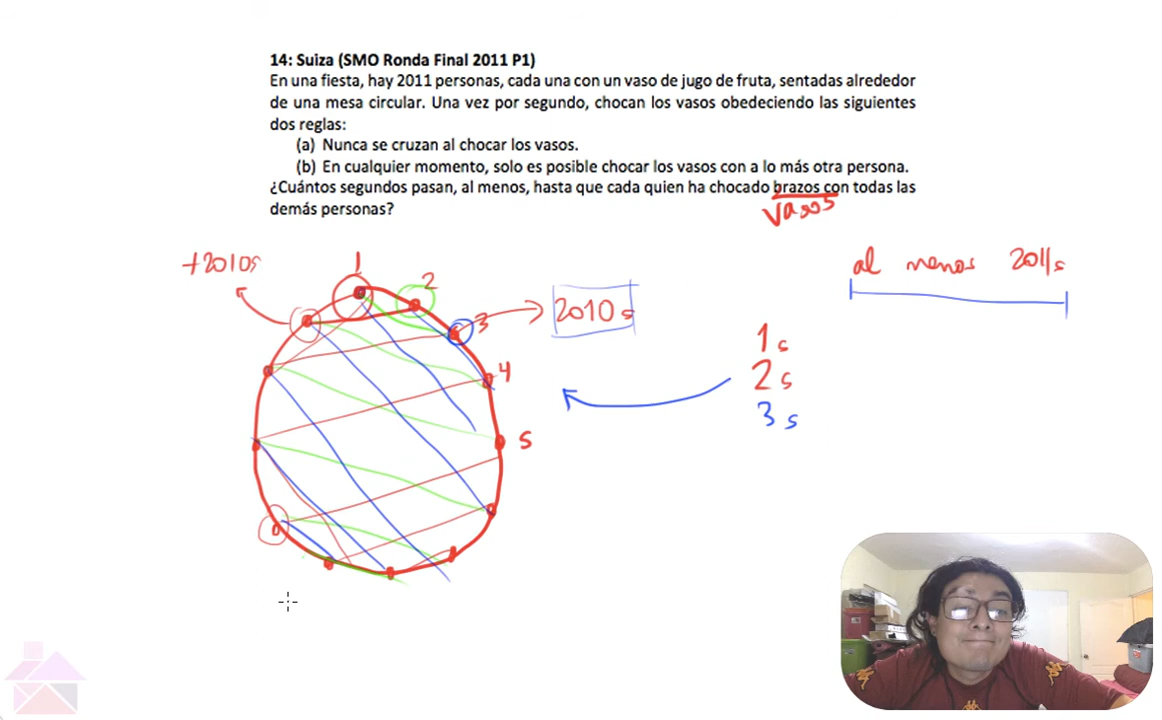 14: Suiza (SMO Ronda Final 2011 P1)
En una fiesta, hay 2011 personas, cada una con un vaso de jugo de fruta, sentadas alrededor
de una mesa circular. Una vez por segundo, chocan los vasos obedeciendo las siguientes
dos reglas:
(a) Nunca se cruzan al chocar los vasos.
(b) En cualquier momento, solo es posible chocar los vasos con a lo más otra persona.
¿Cuántos segundos pasan, al menos, hasta que cada quien ha chocado brazos con todas las
demás personas?
vasos
+2010s
1
2
3
4
5
2010 s
al menos 2011s
1 s
2 s
3 s